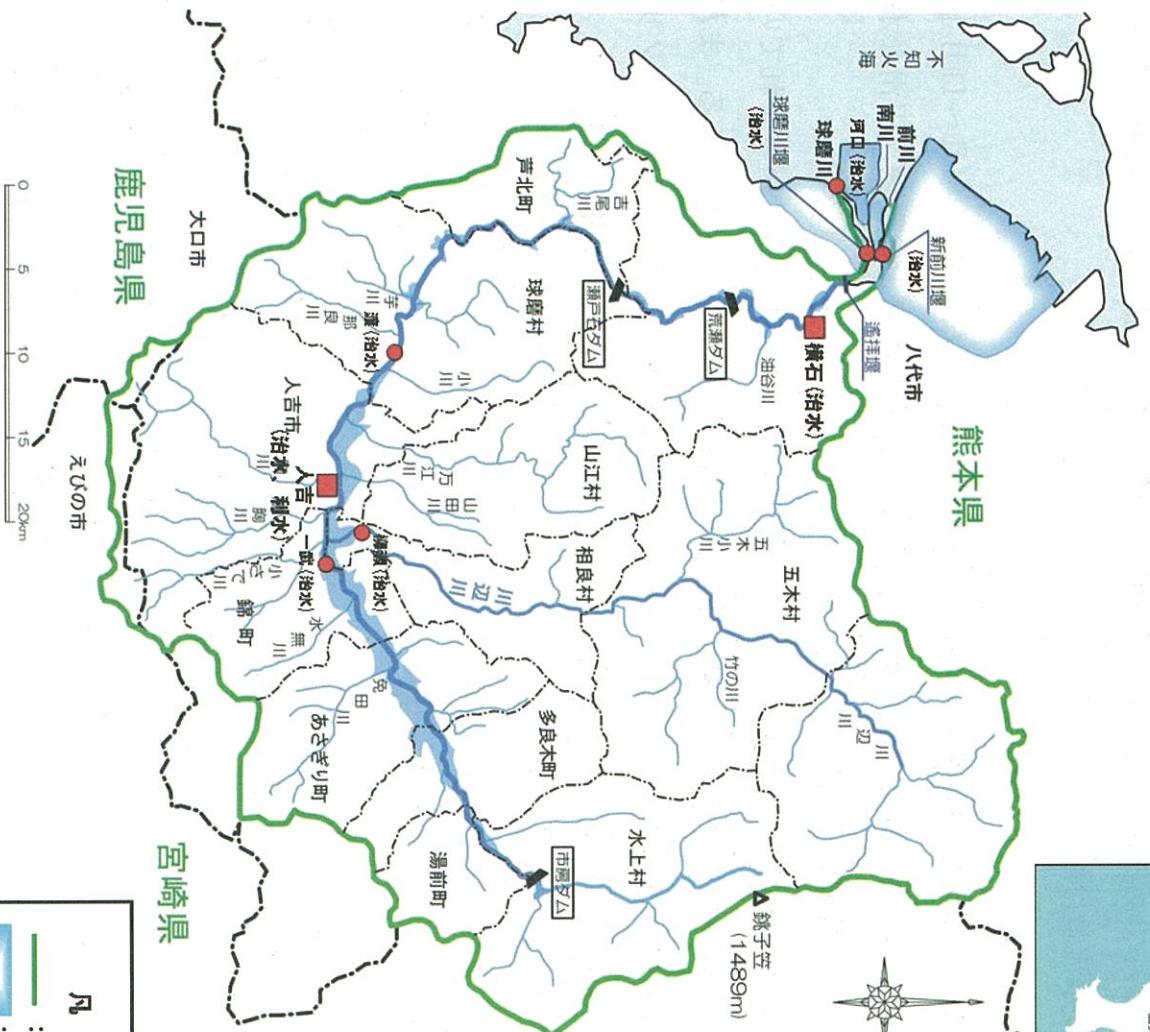 不知火海
前川
南川
河口(治水)
球磨川
球磨川堰
(治水)
新前川堰
(治水)
遙拝堰
八代市
熊本県
横石(治水)
油谷川
荒瀬ダム
瀬戸石ダム
芦北町
吉尾川
球磨村
芋川
那良川
渡(治水)
小川
大口市
鹿児島県
人吉市
人吉
(治水、利水)
山江村
万江川
山田川
胸川
柳瀬(治水)
一武(治水)
小さで川
錦町
水無川
相良村
川辺川
五木小川
五木村
竹の川
川辺川
免田川
あさぎり町
多良木町
湯前町
水上村
市房ダム
銚子笠
(1489m)
えびの市
宮崎県
0 5 10 15 20km
凡